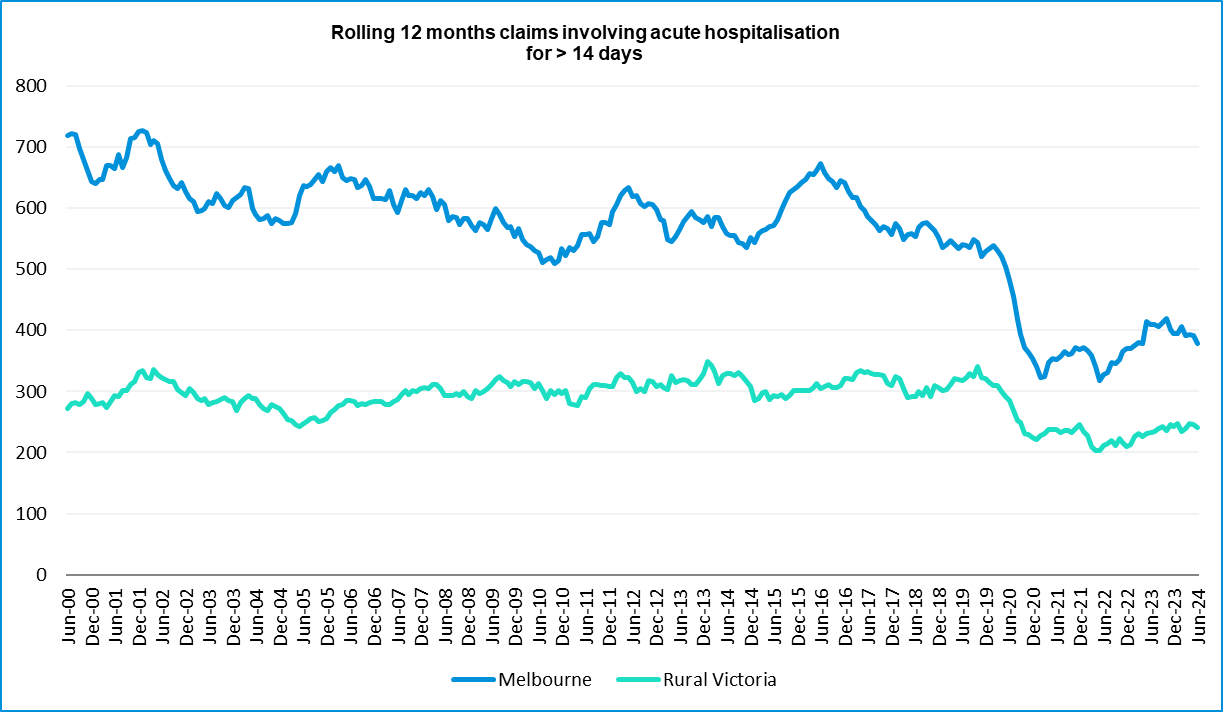 Rolling 12 months claims involving acute hospitalisation
for > 14 days
800
700
600
500
400
300
200
100
0
Jun-00
Dec-00
Jun-01
Dec-01
Jun-02
Dec-02
Jun-03
Dec-03
Jun-04
Dec-04
Jun-05
Dec-05
Jun-06
Dec-06
Jun-07
Dec-07
Jun-08
Dec-08
Jun-09
Dec-09
Jun-10
Dec-10
Jun-11
Dec-11
Jun-12
Dec-12
Jun-13
Dec-13
Jun-14
Dec-14
Jun-15
Dec-15
Jun-16
Dec-16
Jun-17
Dec-17
Jun-18
Dec-18
Jun-19
Dec-19
Jun-20
Dec-20
Jun-21
Dec-21
Jun-22
Dec-22
Jun-23
Dec-23
Jun-24
Melbourne
Rural Victoria